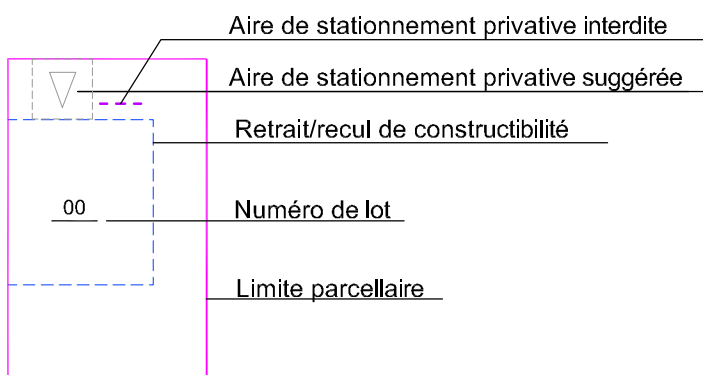 Aire de stationnement privative interdite
Aire de stationnement privative suggérée
Retrait/recul de constructibilité
00
Numéro de lot
Limite parcellaire